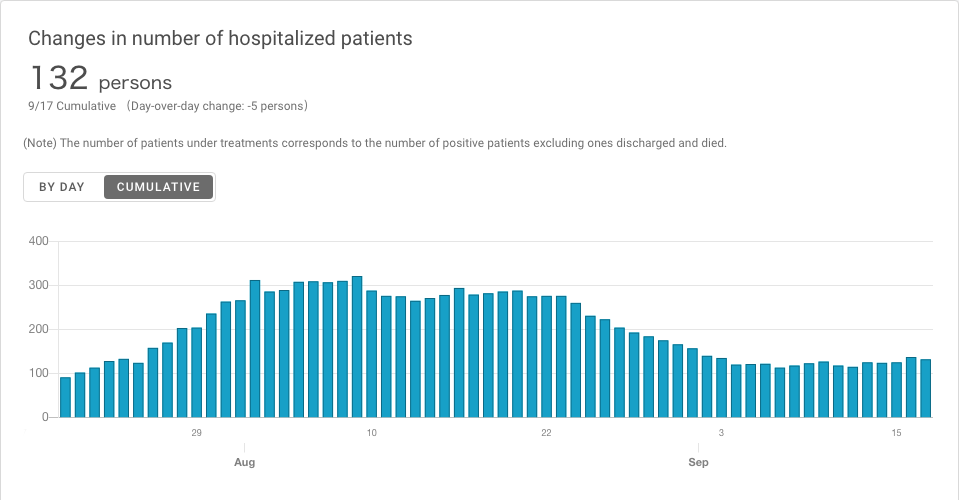 Changes in number of hospitalized patients
132 persons
9/17 Cumulative （Day-over-day change: -5 persons）
(Note) The number of patients under treatments corresponds to the number of positive patients excluding ones discharged and died.
BY DAY CUMULATIVE
400
300
200
100
0
29 10 22 3 15
Aug Sep